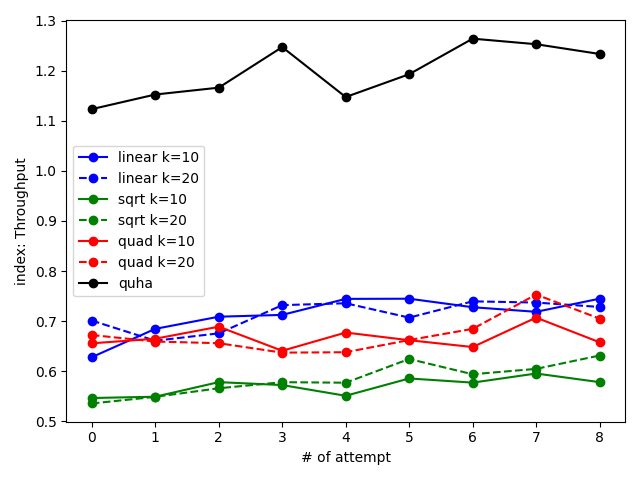 1.3
1.2
1.1
1.0
0.9
0.8
0.7
0.6
0.5
index: Throughput
linear k=10
linear k=20
sqrt k=10
sqrt k=20
quad k=10
quad k=20
quha
0 1 2 3 4 5 6 7 8
# of attempt